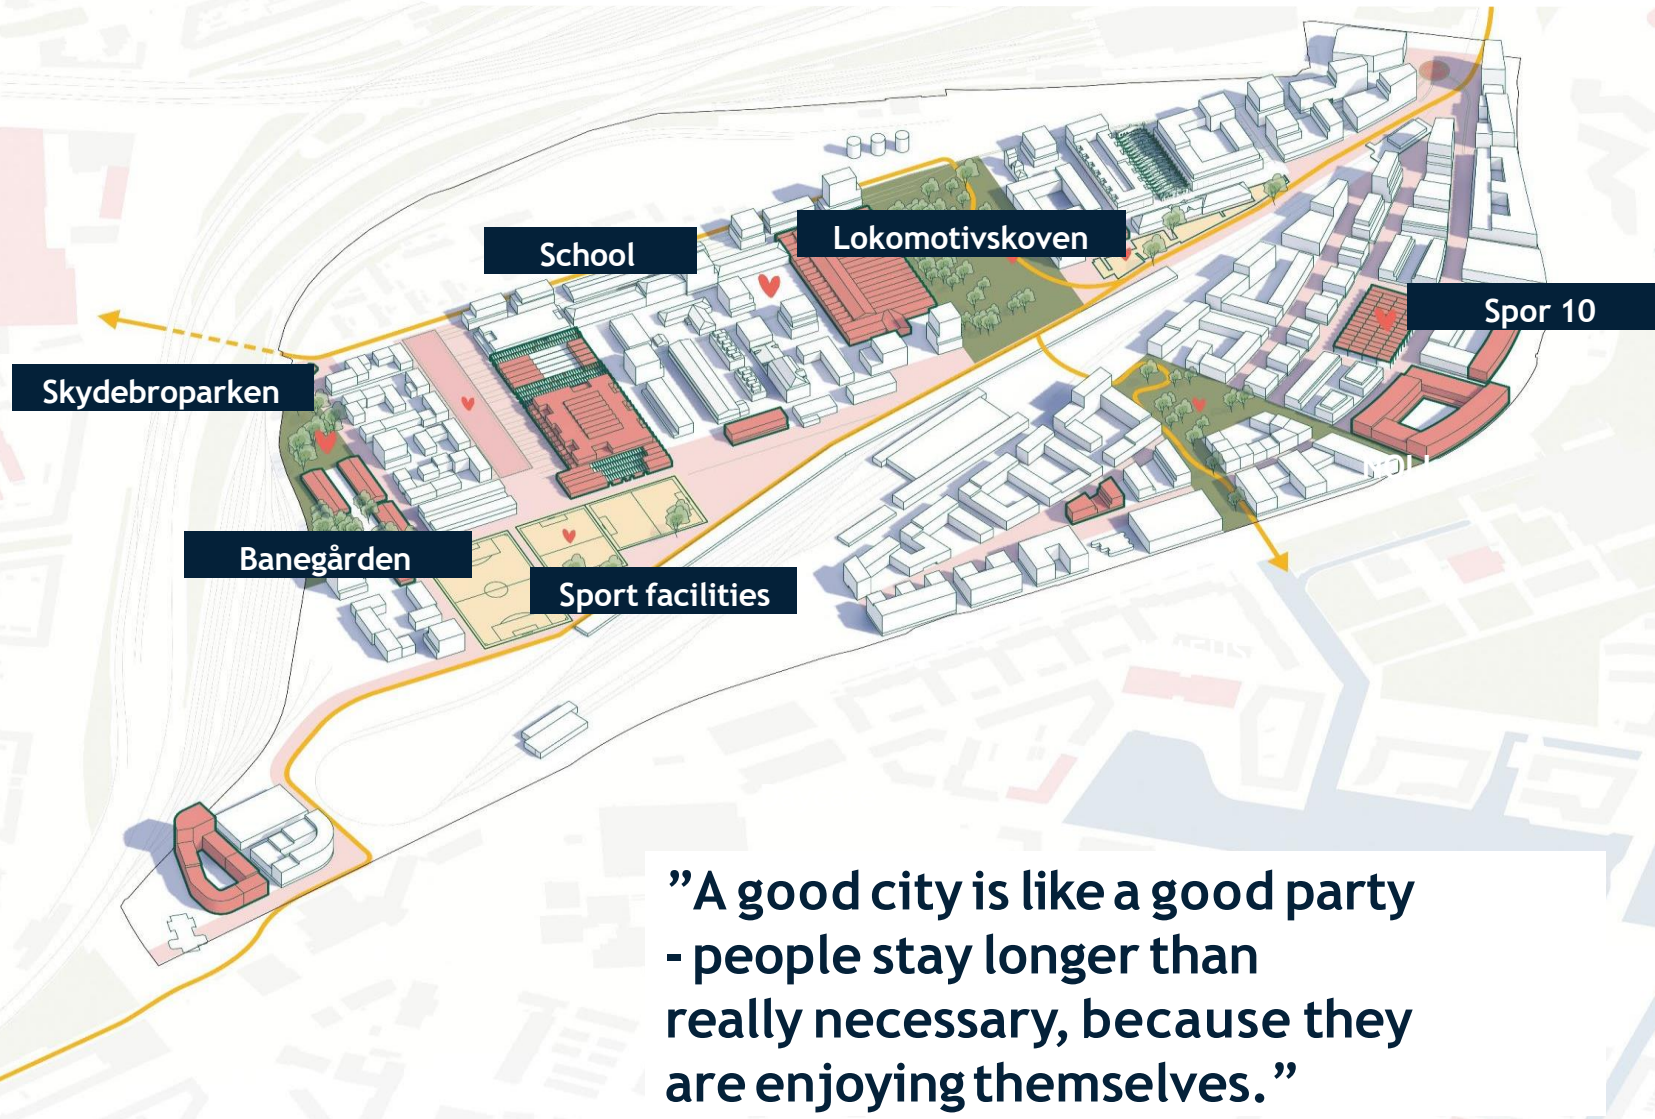 Lokomotivskoven
School
Spor 10
Skydebroparken
Banegården
Sport facilities
”A good city is like a good party
- people stay longer than
really necessary, because they
are enjoying themselves.”